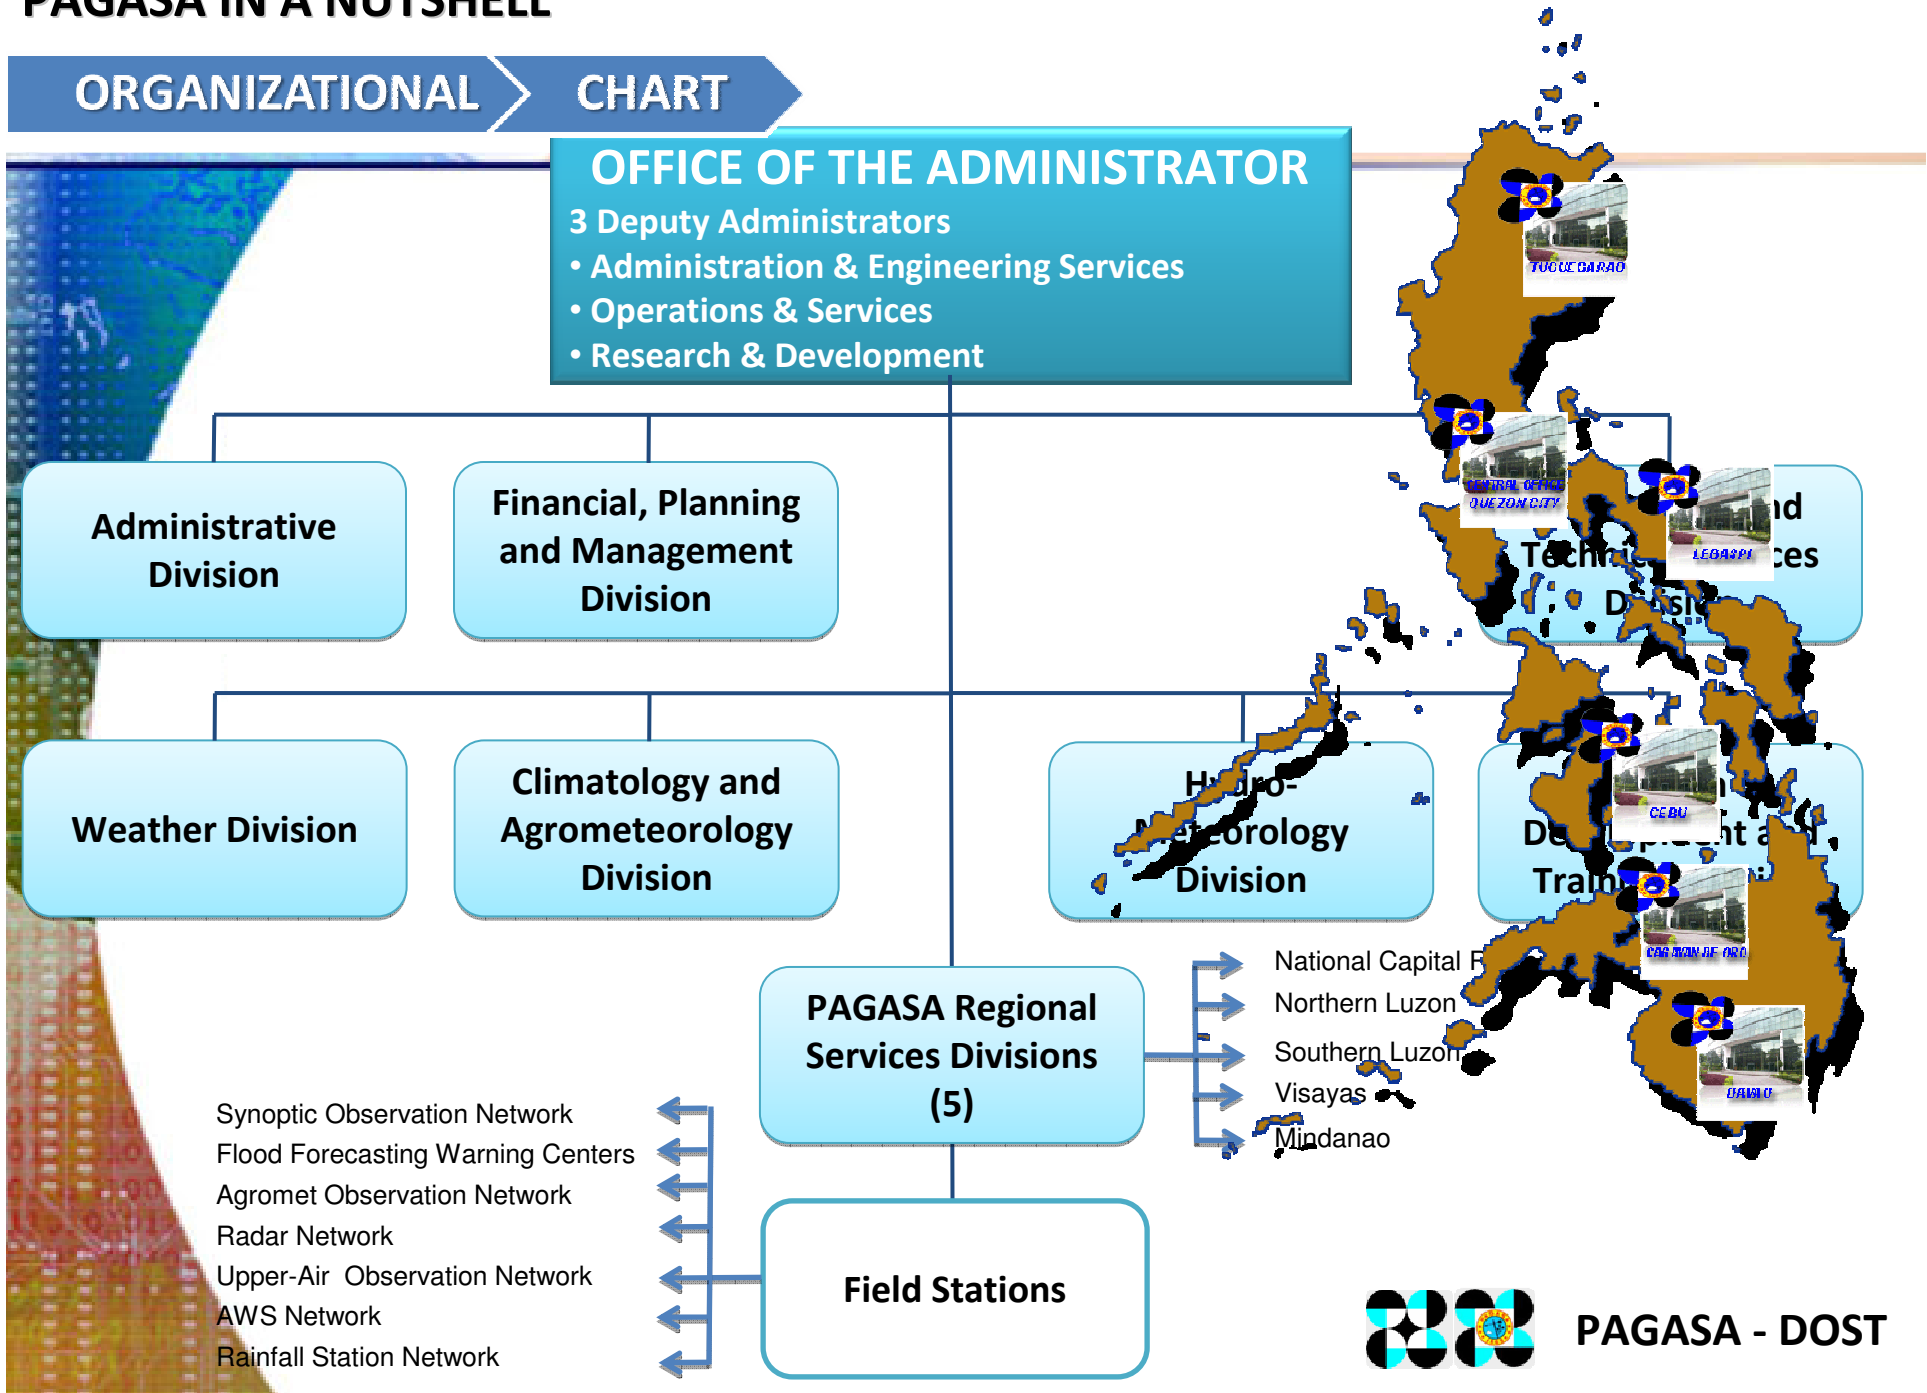 PAGASA IN A NUTSHELL
ORGANIZATIONAL CHART
OFFICE OF THE ADMINISTRATOR
3 Deputy Administrators
• Administration & Engineering Services
• Operations & Services
• Research & Development
TUGUEGARAO
CENTRAL OFFICE
QUEZON CITY
LEGASPI
Administrative
Division
Financial, Planning
and Management
Division
Division
Weather Division
Climatology and
Agrometeorology
Division
Hydro-
Meteorology
Division
CEBU
CAGAYAN DE ORO
DAVAO
PAGASA Regional
Services Divisions
(5)
National Capital
Northern Luzon
Southern Luzon
Visayas
Mindanao
Synoptic Observation Network
Flood Forecasting Warning Centers
Agromet Observation Network
Radar Network
Upper-Air Observation Network
AWS Network
Rainfall Station Network
Field Stations
PAGASA - DOST